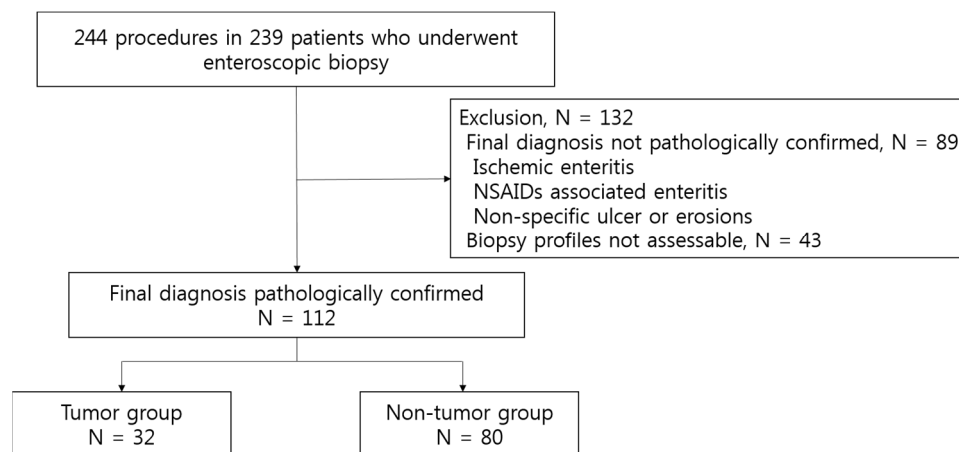 244 procedures in 239 patients who underwent
enteroscopic biopsy
Exclusion, N = 132
Final diagnosis not pathologically confirmed, N = 89
Ischemic enteritis
NSAIDs associated enteritis
Non-specific ulcer or erosions
Biopsy profiles not assessable, N = 43
Final diagnosis pathologically confirmed
N = 112
Tumor group
N = 32
Non-tumor group
N = 80